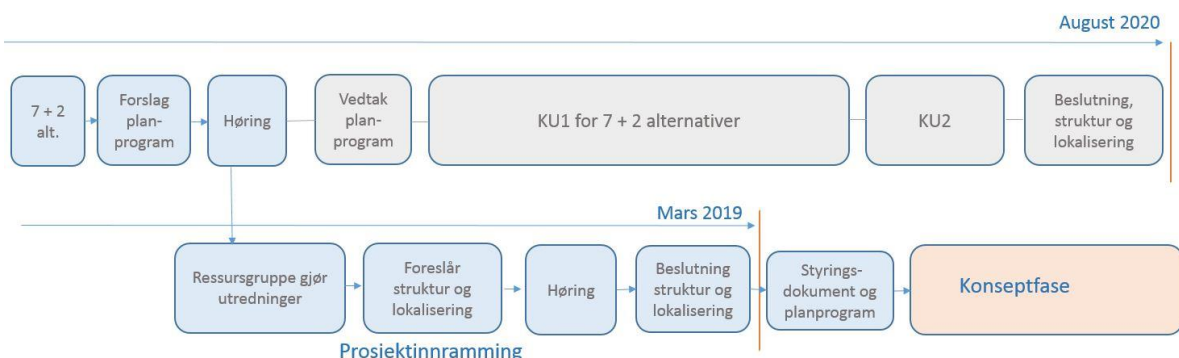 August 2020
7 + 2
alt.
Forslag
plan-
program
Høring
Vedtak
plan-
program
KU1 for 7 + 2 alternativer
KU2
Beslutning,
struktur og
lokalisering
Mars 2019
Ressursgruppe gjør
utredninger
Foreslår
struktur og
lokalisering
Høring
Beslutning
struktur og
lokalisering
Styrings-
dokument og
planprogram
Konseptfase
Prosjektinnramming